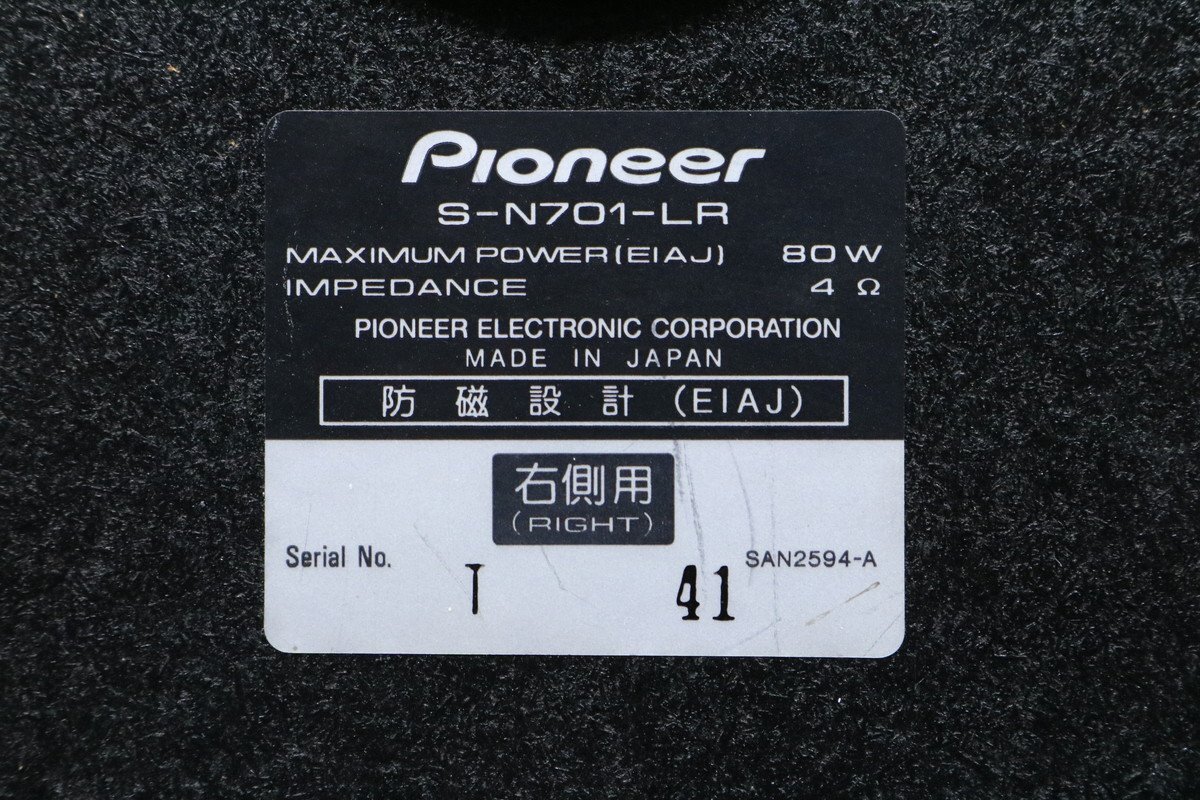 Pioneer
S-N701-LR
MAXIMUM POWER(EIAJ) 80 W
IMPEDANCE 4 Ω
PIONEER ELECTRONIC CORPORATION
MADE IN JAPAN
防磁設計 (EIAJ)
右側用
(RIGHT)
Serial No. SAN2594-A
T 41